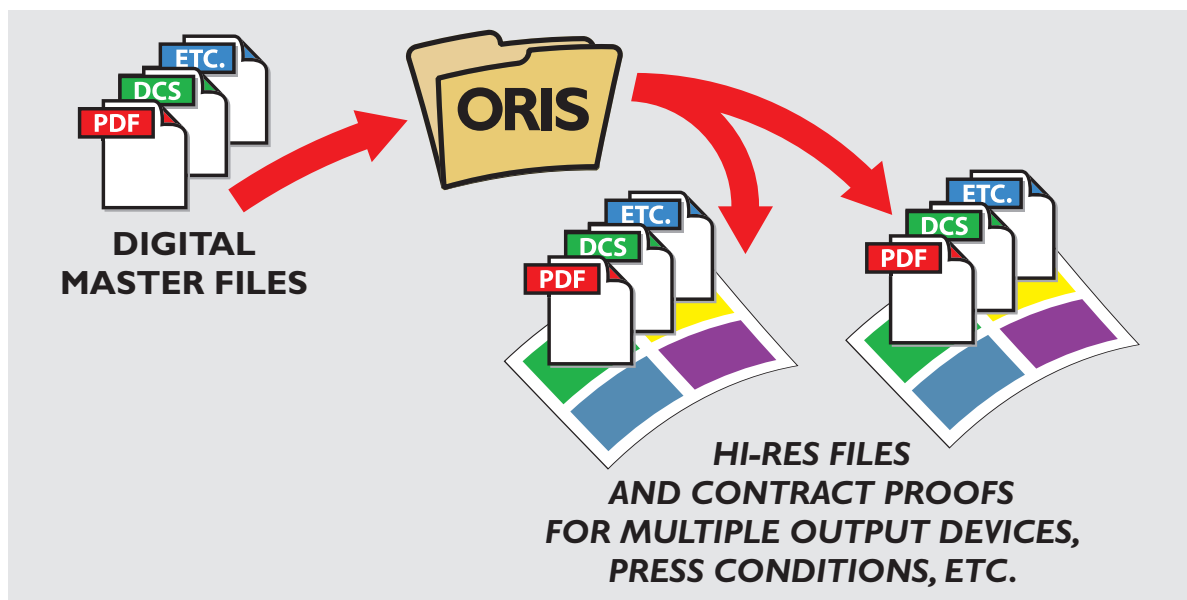 ETC.
DCS
PDF
DIGITAL
MASTER FILES
ORIS
ETC.
DCS
PDF
ETC.
DCS
PDF
HI-RES FILES
AND CONTRACT PROOFS
FOR MULTIPLE OUTPUT DEVICES,
PRESS CONDITIONS, ETC.